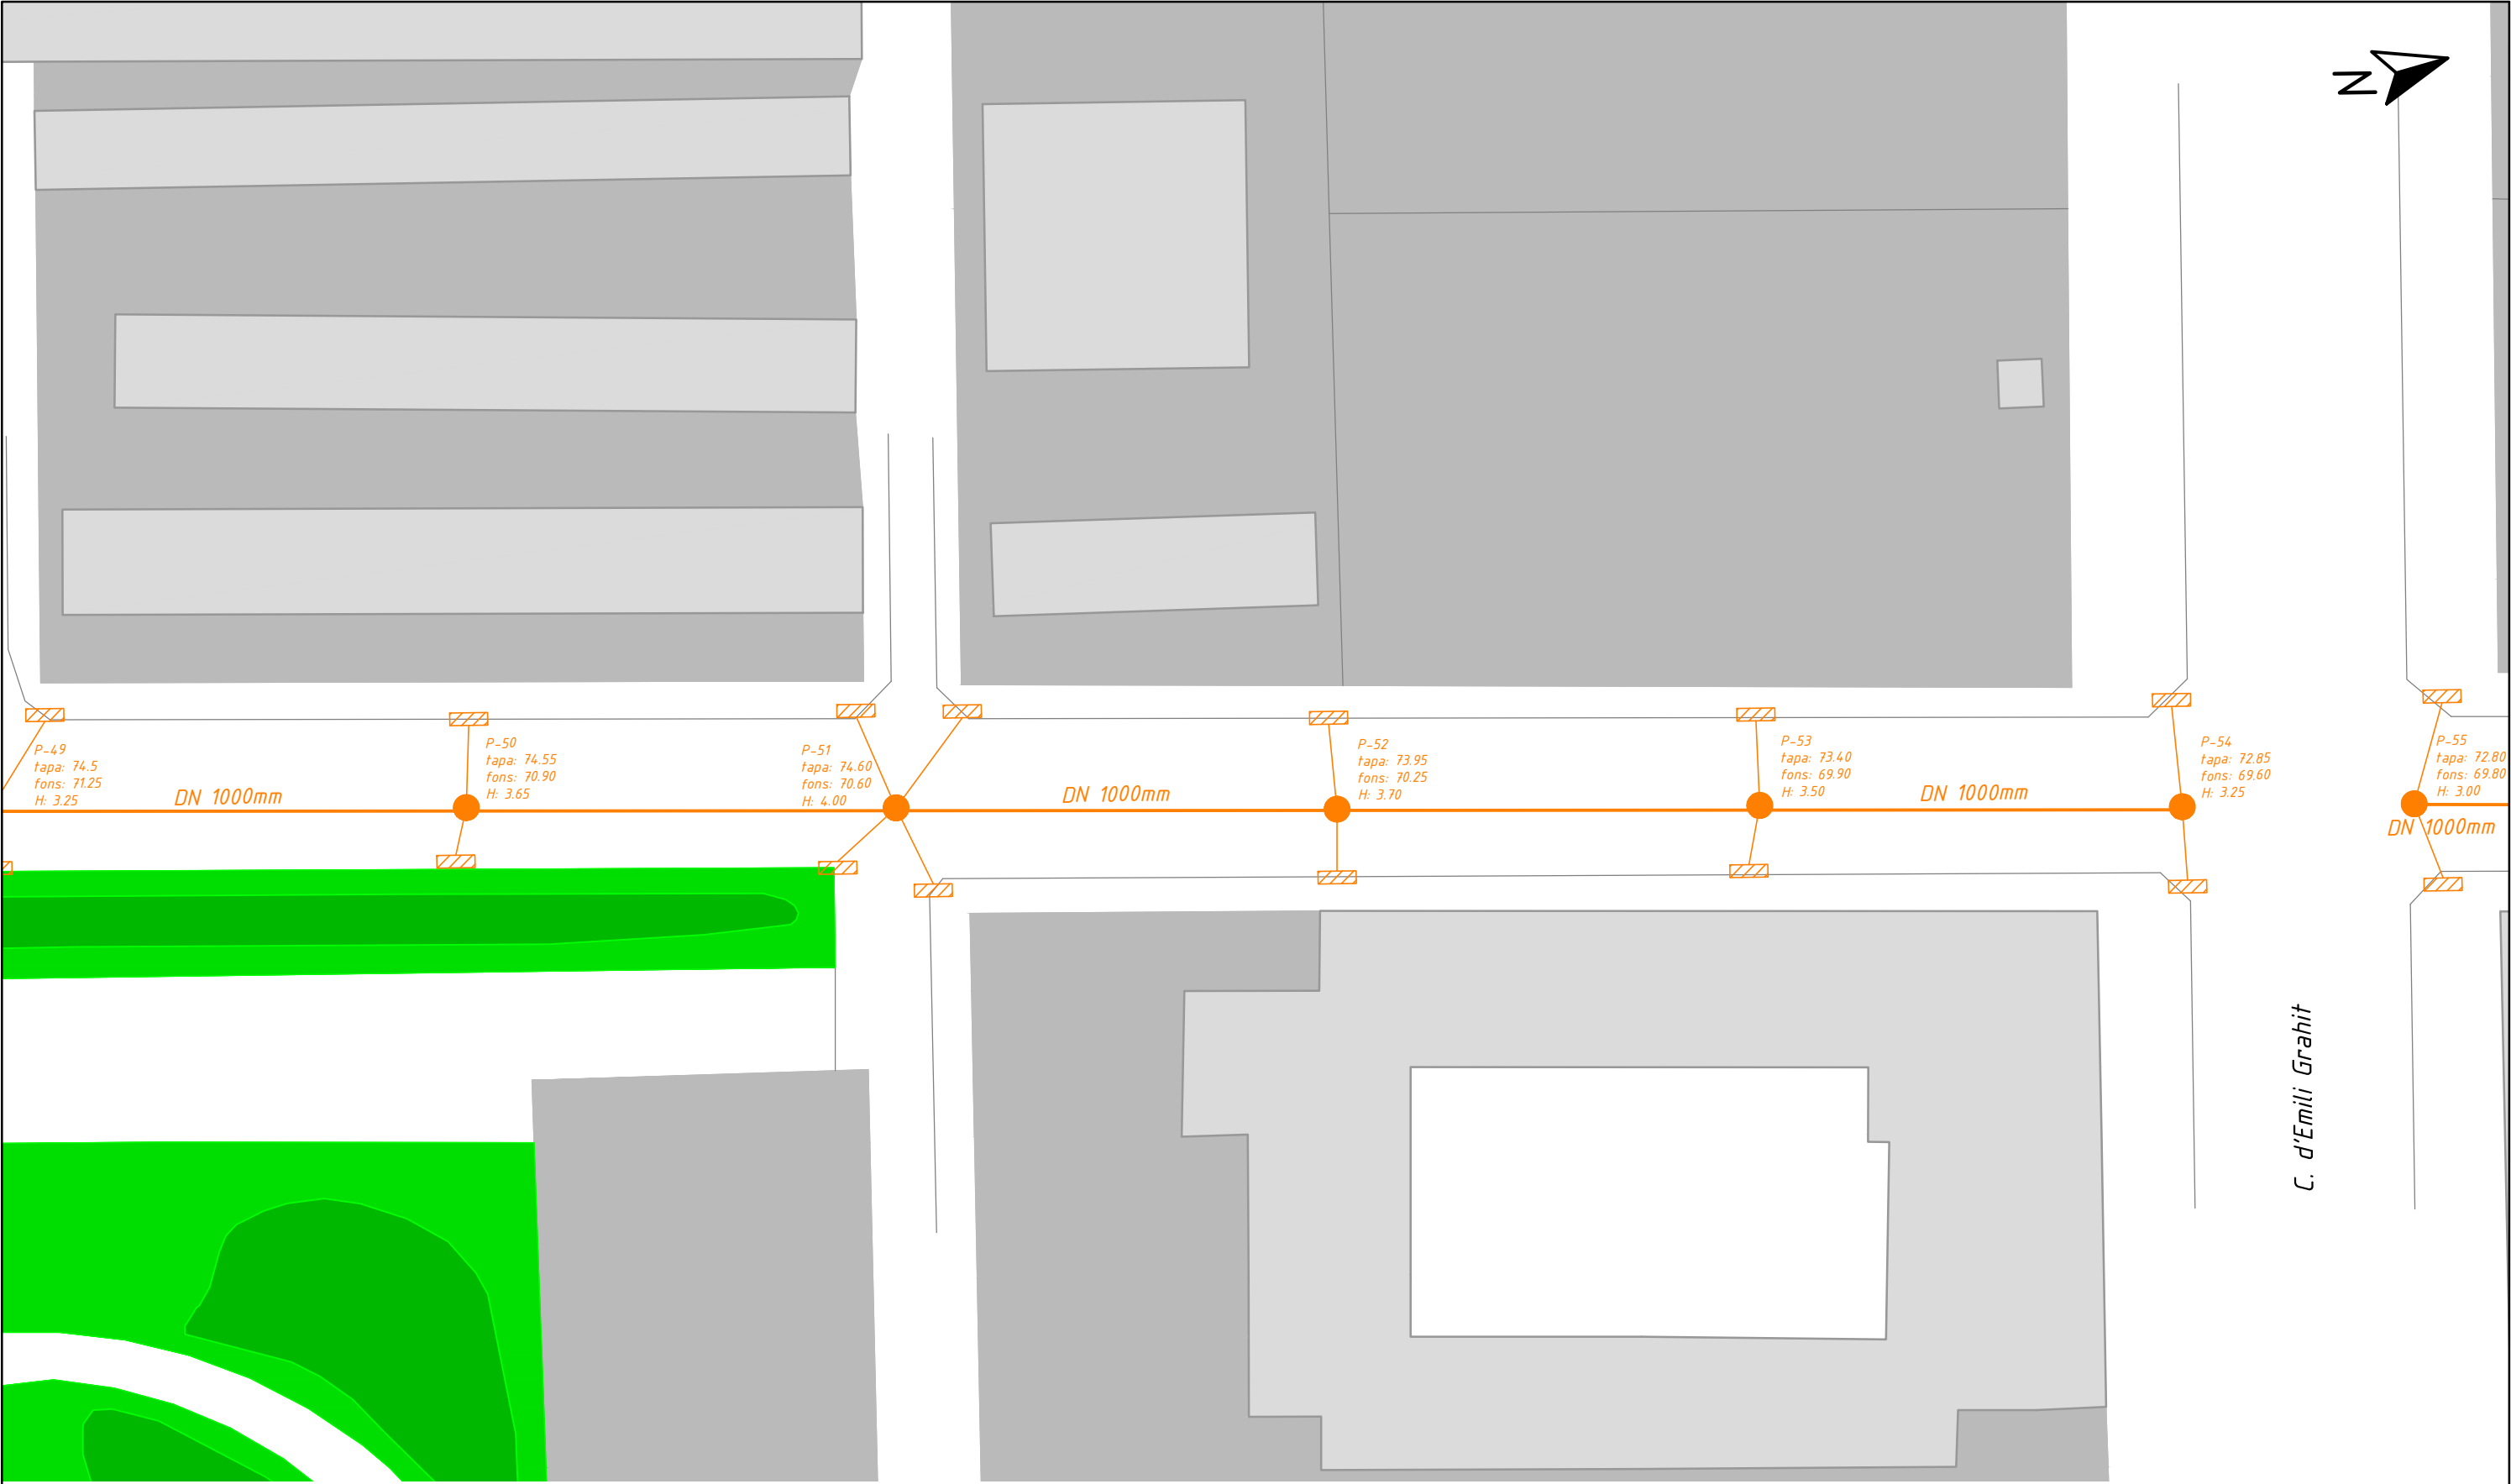 N
P-49
tapa: 74.5
fons: 71.25
H: 3.25
DN 1000mm
P-50
tapa: 74.55
fons: 70.90
H: 3.65
P-51
tapa: 74.60
fons: 70.60
H: 4.00
DN 1000mm
P-52
tapa: 73.95
fons: 70.25
H: 3.70
P-53
tapa: 73.40
fons: 69.90
H: 3.50
DN 1000mm
P-54
tapa: 72.85
fons: 69.60
H: 3.25
P-55
tapa: 72.80
fons: 69.80
H: 3.00
DN 1000mm
C. d'Emili Grahit